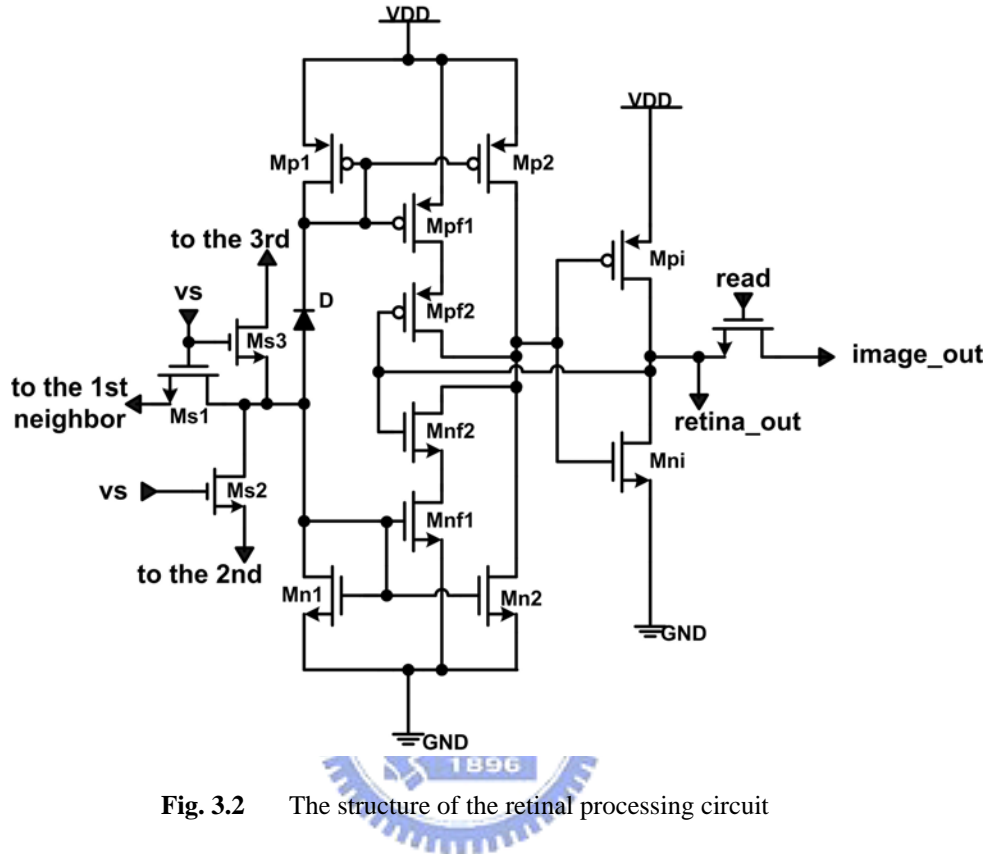 VDD
VDD
Mp1
Mp2
Mpf1
to the 3rd
Mpi
read
vs
D
Mpf2
Ms3
image_out
to the 1st
neighbor
Ms1
retina_out
Mnf2
Mni
vs
Ms2
Mnf1
to the 2nd
Mn1
Mn2
GND
GND
1896
Fig. 3.2 The structure of the retinal processing circuit